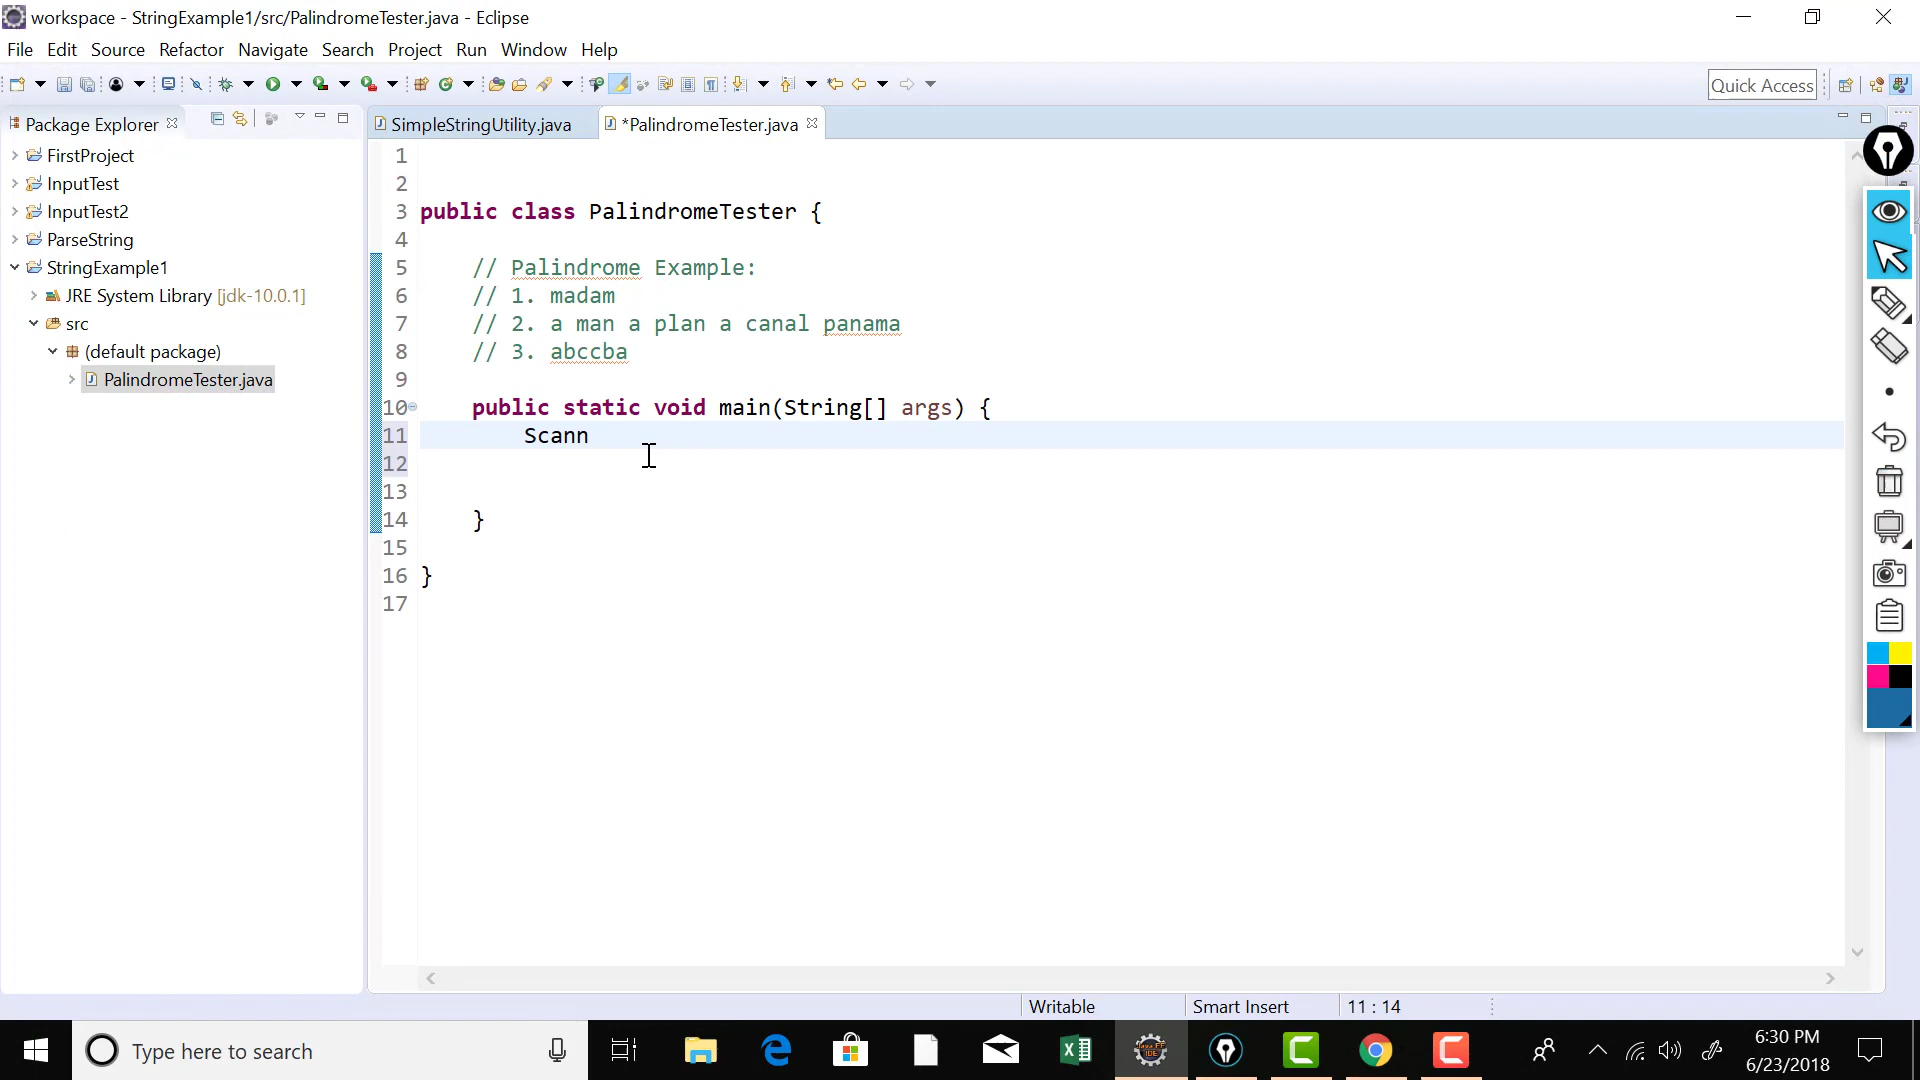 workspace - StringExample1/src/PalindromeTester.java - Eclipse
File Edit Source Refactor Navigate Search Project Run Window Help
Quick Access
Package Explorer
SimpleStringUtility.java
*PalindromeTester.java
FirstProject
InputTest
InputTest2
ParseString
StringExample1
JRE System Library [jdk-10.0.1]
src
(default package)
PalindromeTester.java
1
2
3 public class PalindromeTester {
4
5 // Palindrome Example:
6 // 1. madam
7 // 2. a man a plan a canal panama
8 // 3. abccba
9
10 public static void main(String[] args) {
11 Scann
12
13
14 }
15
16 }
17
Writable Smart Insert 11 : 14
Type here to search
6:30 PM
6/23/2018